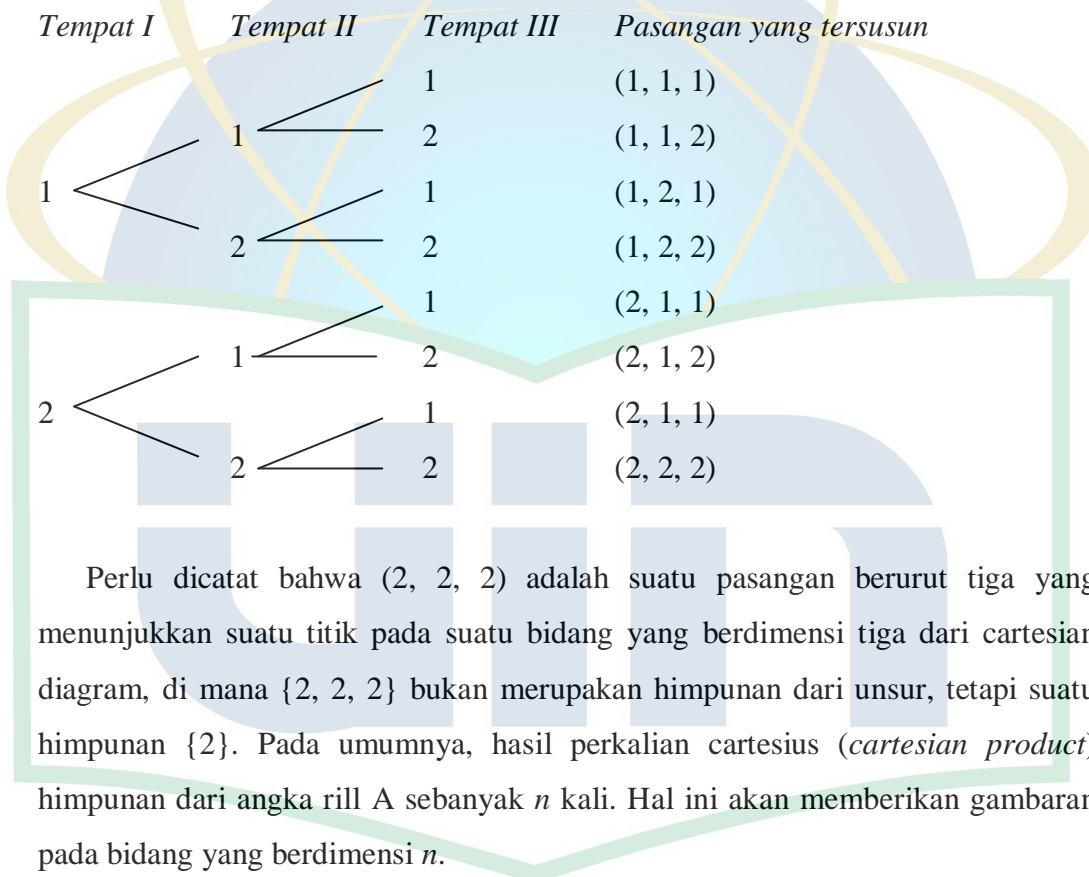 Tempat I Tempat II Tempat III Pasangan yang tersusun
1 (1, 1, 1)
1 2 (1, 1, 2)
1 1 (1, 2, 1)
2 2 (1, 2, 2)
1 (2, 1, 1)
1 2 (2, 1, 2)
2 1 (2, 1, 1)
2 2 (2, 2, 2)
Perlu dicatat bahwa (2, 2, 2) adalah suatu pasangan berurut tiga yang
menunjukkan suatu titik pada suatu bidang yang berdimensi tiga dari cartesian
diagram, di mana {2, 2, 2} bukan merupakan himpunan dari unsur, tetapi suatu
himpunan {2}. Pada umumnya, hasil perkalian cartesius (cartesian product)
himpunan dari angka rill A sebanyak n kali. Hal ini akan memberikan gambaran
pada bidang yang berdimensi n.
uin